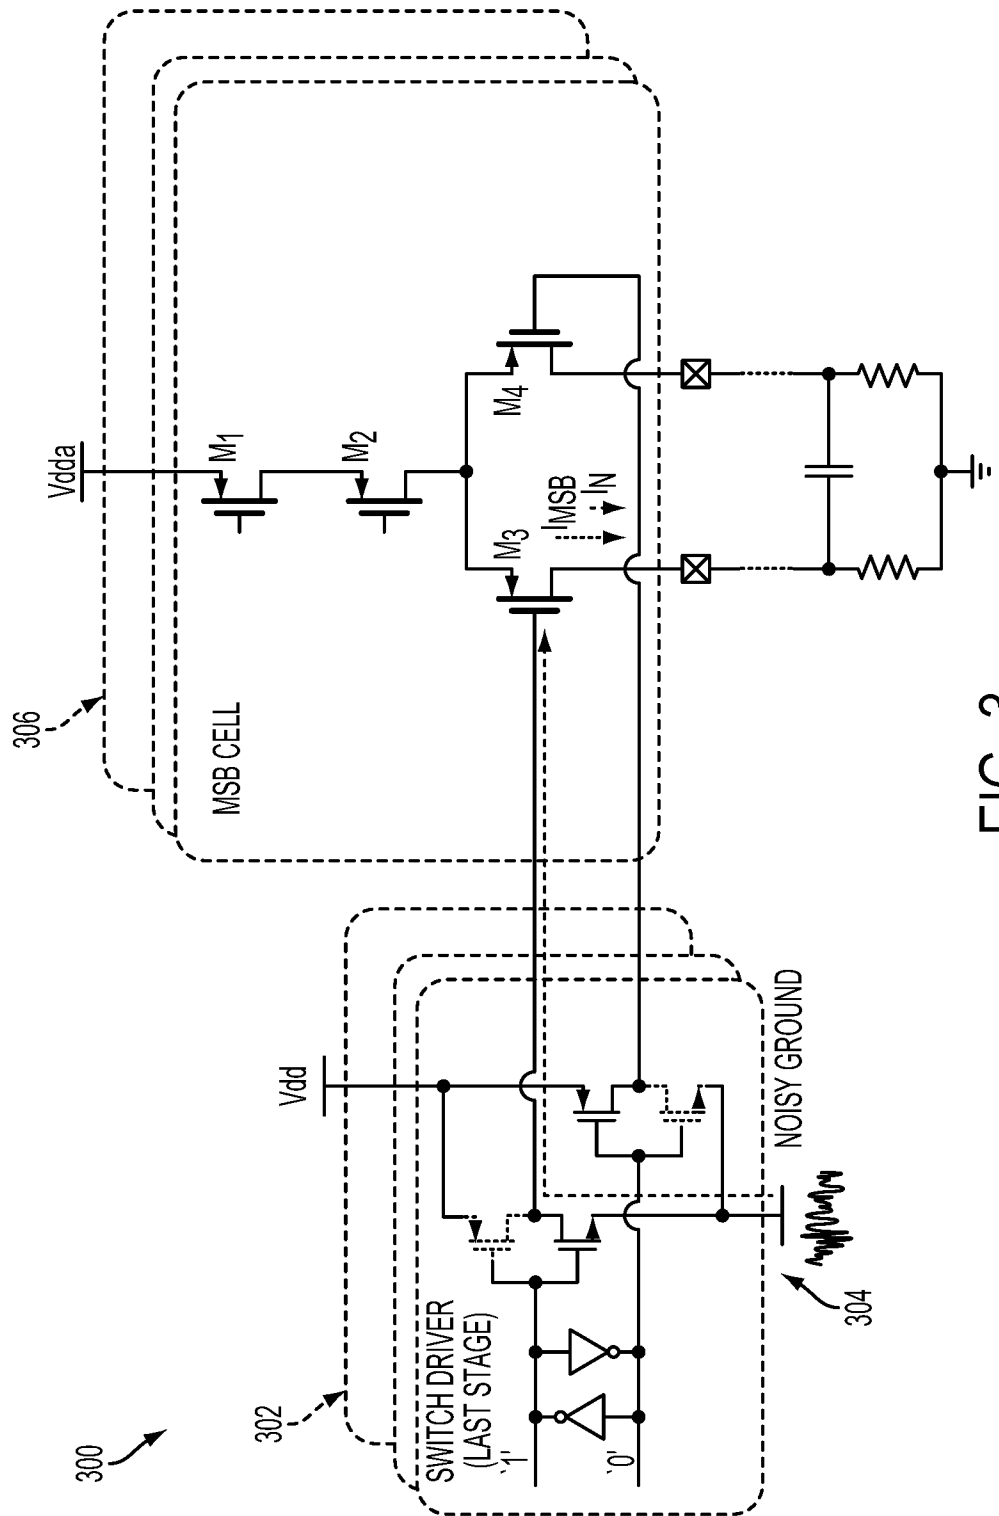 300
302
Vdd
SWITCH DRIVER
(LAST STAGE)
'1'
'0'
304
NOISY GROUND
306
Vdda
MSB CELL
M1
M2
M3
M4
IMSB
IN
FIG. 3